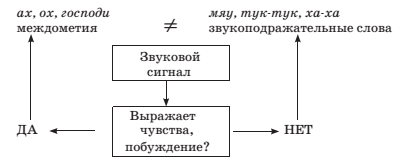 ах, ох, господи ≠ мяу, тук-тук, ха-ха
междометия звукоподражательные слова
Звуковой
сигнал
Выражает
чувства,
побуждение?
ДА НЕТ